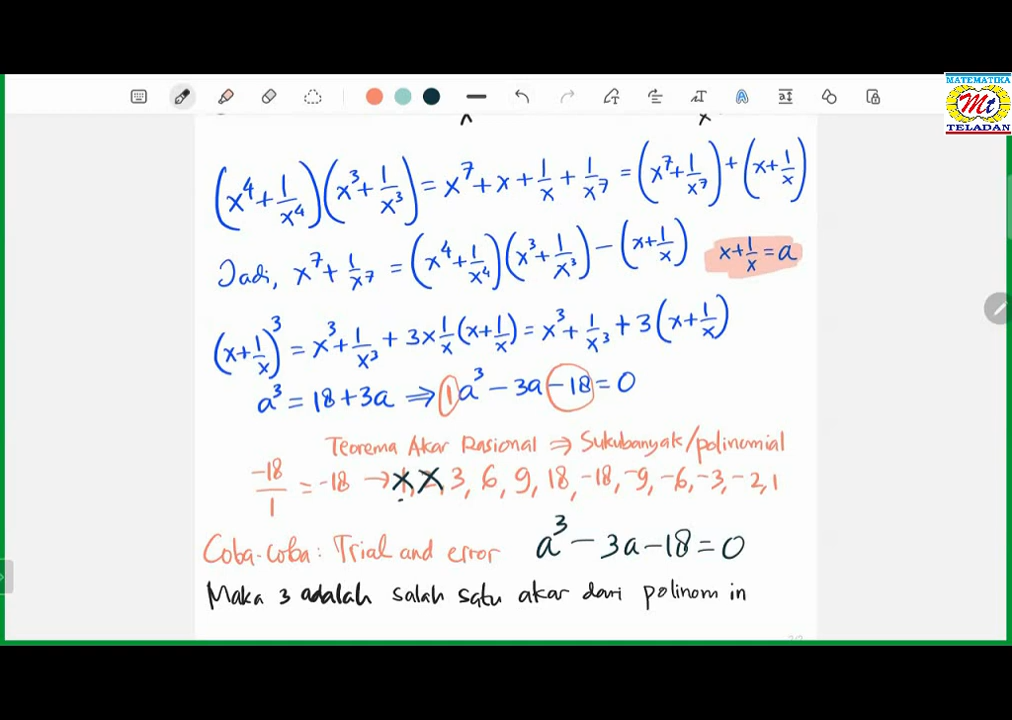 MATEMATIKA
Mt
TELADAN
(x⁴ + 1/x⁴)(x³ + 1/x³) = x⁷ + x + 1/x + 1/x⁷ = (x⁷ + 1/x⁷) + (x + 1/x)
Jadi, x⁷ + 1/x⁷ = (x⁴ + 1/x⁴)(x³ + 1/x³) − (x + 1/x) x + 1/x = a
(x + 1/x)³ = x³ + 1/x³ + 3x 1/x (x + 1/x) = x³ + 1/x³ + 3(x + 1/x)
a³ = 18 + 3a ⇒ 1a³ − 3a − 18 = 0
Teorema Akar Rasional ⇒ Sukubanyak/polinomial
−18/1 = −18 → 3, 6, 9, 18, −18, −9, −6, −3, −2, 1
Coba-coba: Trial and error a³ − 3a − 18 = 0
Maka 3 adalah salah satu akar dari polinom in